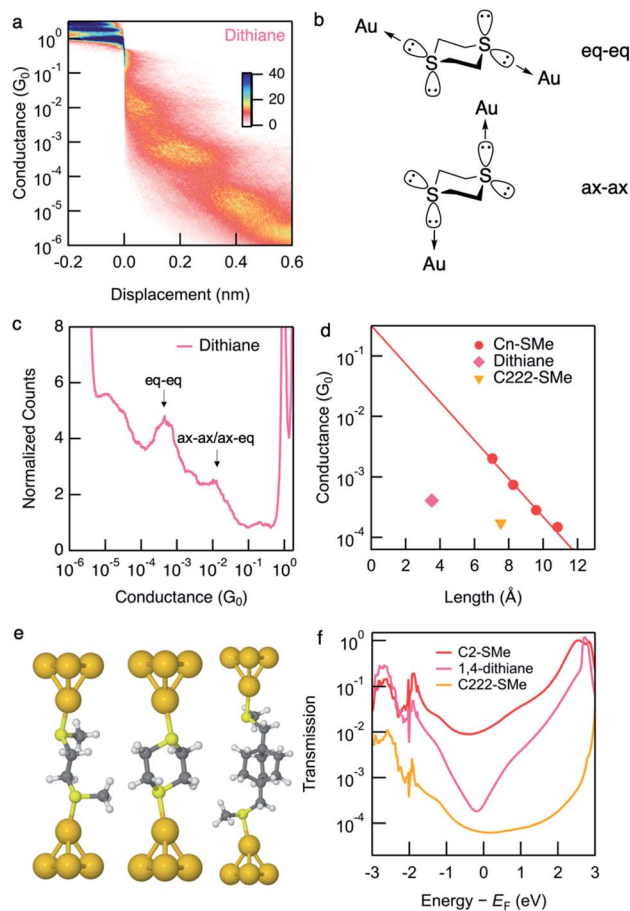 a
Dithiane
Conductance (G0)
10^0
10^-1
10^-2
10^-3
10^-4
10^-5
10^-6
40
20
0
-0.2 0.0 0.2 0.4 0.6
Displacement (nm)
b
Au
S
S
Au
eq-eq
Au
S
S
Au
ax-ax
c
Normalized Counts
8
6
4
2
0
Dithiane
eq-eq
ax-ax/ax-eq
10^-6 10^-5 10^-4 10^-3 10^-2 10^-1 10^0
Conductance (G0)
d
Conductance (G0)
10^-1
10^-2
10^-3
10^-4
Cn-SMe
Dithiane
C222-SMe
0 2 4 6 8 10 12
Length (Å)
e
f
Transmission
10^0
10^-1
10^-2
10^-3
10^-4
C2-SMe
1,4-dithiane
C222-SMe
-3 -2 -1 0 1 2 3
Energy − EF (eV)